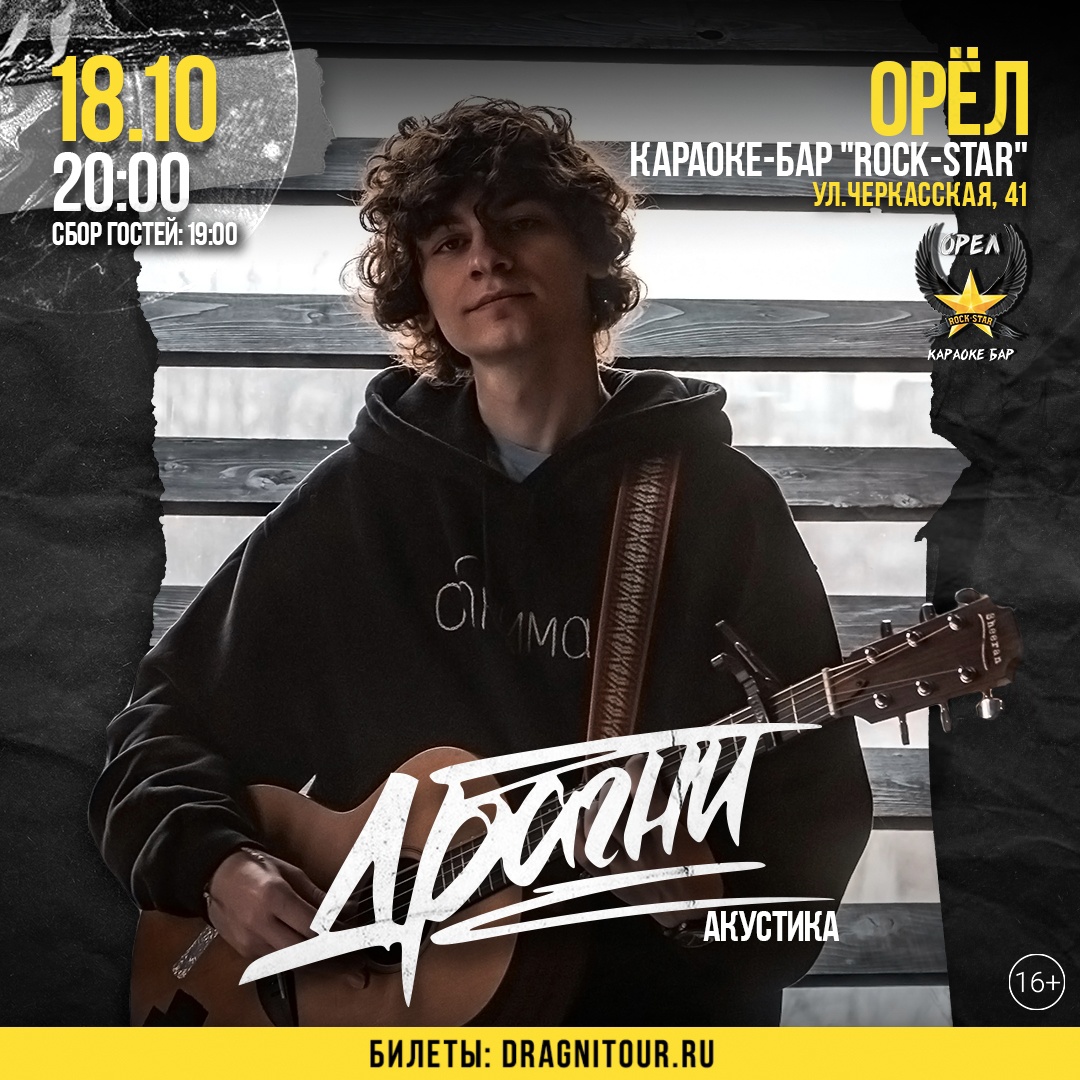 18.10
20:00
СБОР ГОСТЕЙ: 19:00
ОРЁЛ
КАРАОКЕ-БАР "ROCK-STAR"
УЛ.ЧЕРКАССКАЯ, 41
ОРЕЛ
ROCK-STAR
КАРАОКЕ БАР
Sheeran
Драгни
АКУСТИКА
16+
БИЛЕТЫ: DRAGNITOUR.RU